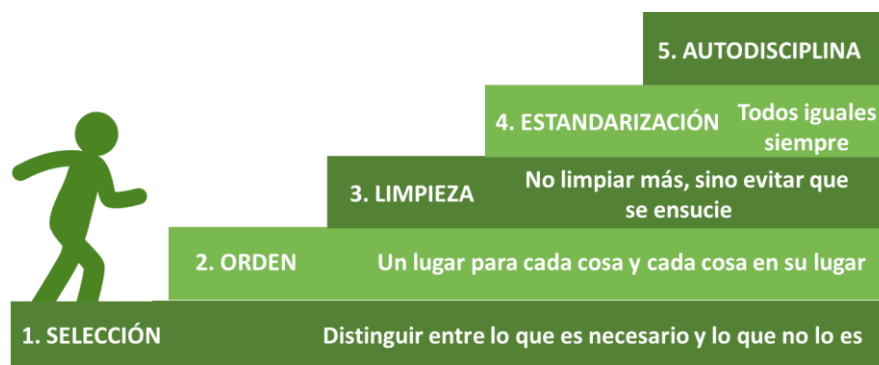 5. AUTODISCIPLINA
4. ESTANDARIZACIÓN Todos iguales
siempre
3. LIMPIEZA No limpiar más, sino evitar que
se ensucie
2. ORDEN Un lugar para cada cosa y cada cosa en su lugar
1. SELECCIÓN Distinguir entre lo que es necesario y lo que no lo es